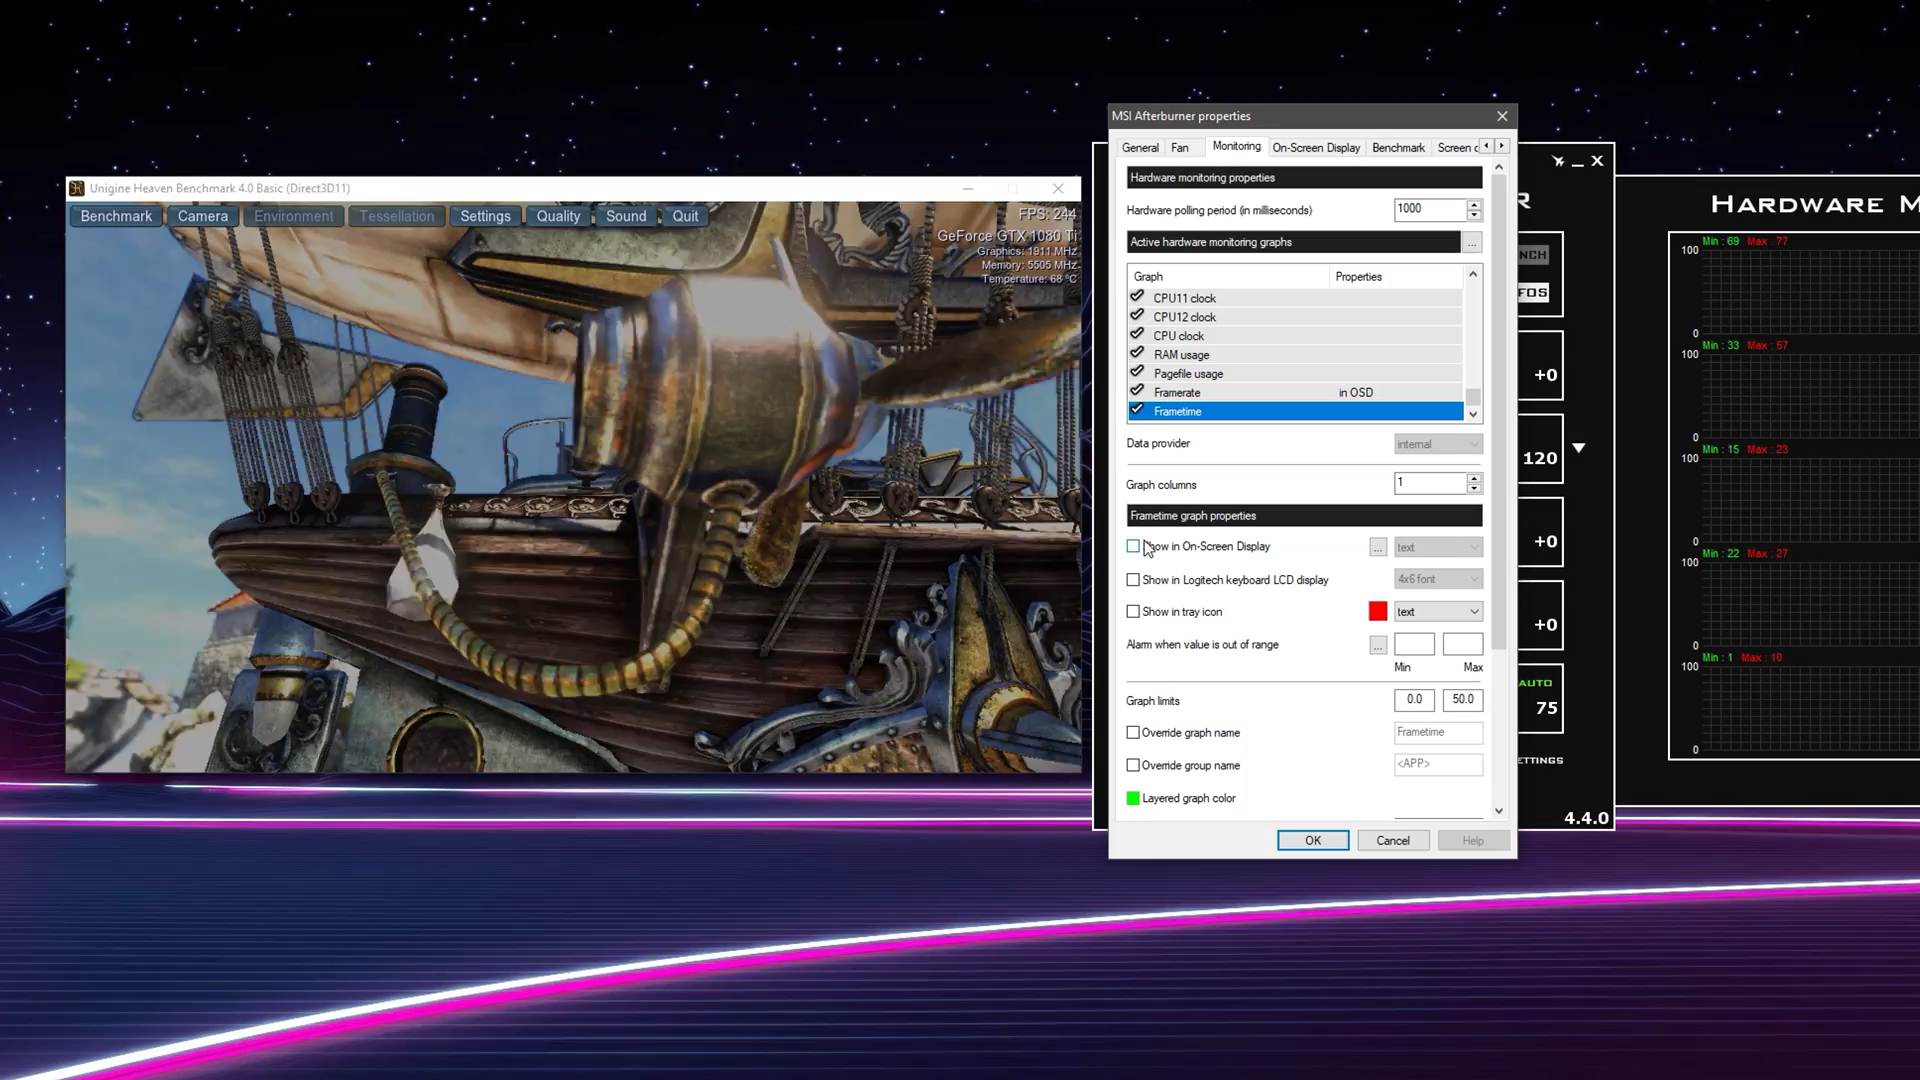 MSI Afterburner properties
General Fan Monitoring On-Screen Display Benchmark Screen c
Hardware monitoring properties
Hardware polling period (in milliseconds) 1000
Active hardware monitoring graphs ...
Graph Properties
CPU11 clock
CPU12 clock
CPU clock
RAM usage
Pagefile usage
Framerate in OSD
Frametime
Data provider internal
Graph columns 1
Frametime graph properties
Show in On-Screen Display ... text
Show in Logitech keyboard LCD display 4x6 font
Show in tray icon text
Alarm when value is out of range ...
Min Max
Graph limits 0.0 50.0
Override graph name Frametime
Override group name <APP>
Layered graph color
OK Cancel Help
Unigine Heaven Benchmark 4.0 Basic (Direct3D11)
Benchmark Camera Environment Tessellation Settings Quality Sound Quit
FPS: 244
GeForce GTX 1080 Ti
Graphics: 1911 MHz
Memory: 5505 MHz
Temperature: 68 °C
R
NCH
FOS
+0
120
+0
+0
AUTO
75
ETTINGS
4.4.0
HARDWARE M
Min : 69 Max : 77
100
0
Min : 33 Max : 57
100
0
Min : 15 Max : 23
100
0
Min : 22 Max : 27
100
0
Min : 1 Max : 10
100
0